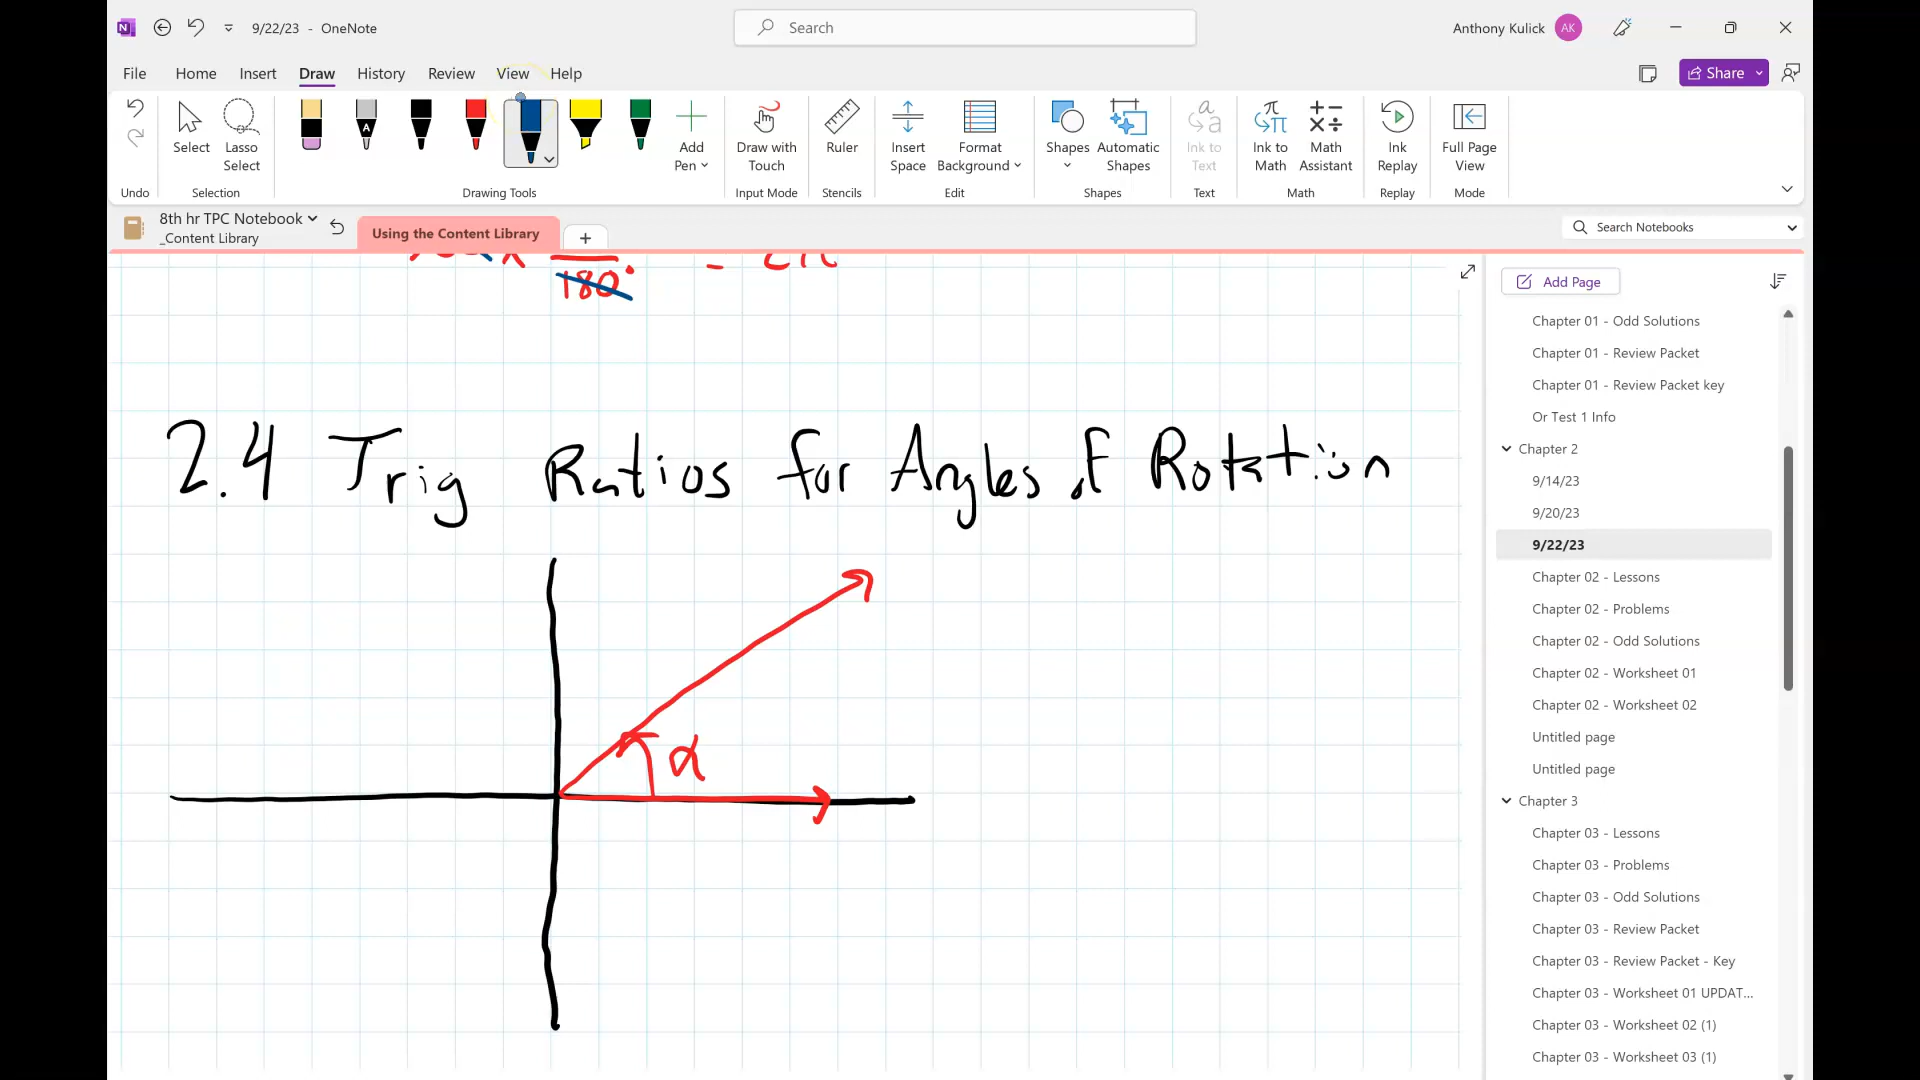 9/22/23 - OneNote
Search
Anthony Kulick AK
File Home Insert Draw History Review View Help
Share
A
Undo
Select
Lasso Select
Selection
Drawing Tools
Add Pen
Draw with Touch
Input Mode
Ruler
Stencils
Insert Space
Format Background
Edit
Shapes
Automatic Shapes
Shapes
Ink to Text
Text
Ink to Math
Math Assistant
Math
Ink Replay
Replay
Full Page View
Mode
8th hr TPC Notebook
_Content Library
Using the Content Library
Search Notebooks
180° = 2π
2.4 Trig Ratios for Angles of Rotation
α
Add Page
Chapter 01 - Odd Solutions
Chapter 01 - Review Packet
Chapter 01 - Review Packet key
Or Test 1 Info
Chapter 2
9/14/23
9/20/23
9/22/23
Chapter 02 - Lessons
Chapter 02 - Problems
Chapter 02 - Odd Solutions
Chapter 02 - Worksheet 01
Chapter 02 - Worksheet 02
Untitled page
Untitled page
Chapter 3
Chapter 03 - Lessons
Chapter 03 - Problems
Chapter 03 - Odd Solutions
Chapter 03 - Review Packet
Chapter 03 - Review Packet - Key
Chapter 03 - Worksheet 01 UPDAT...
Chapter 03 - Worksheet 02 (1)
Chapter 03 - Worksheet 03 (1)